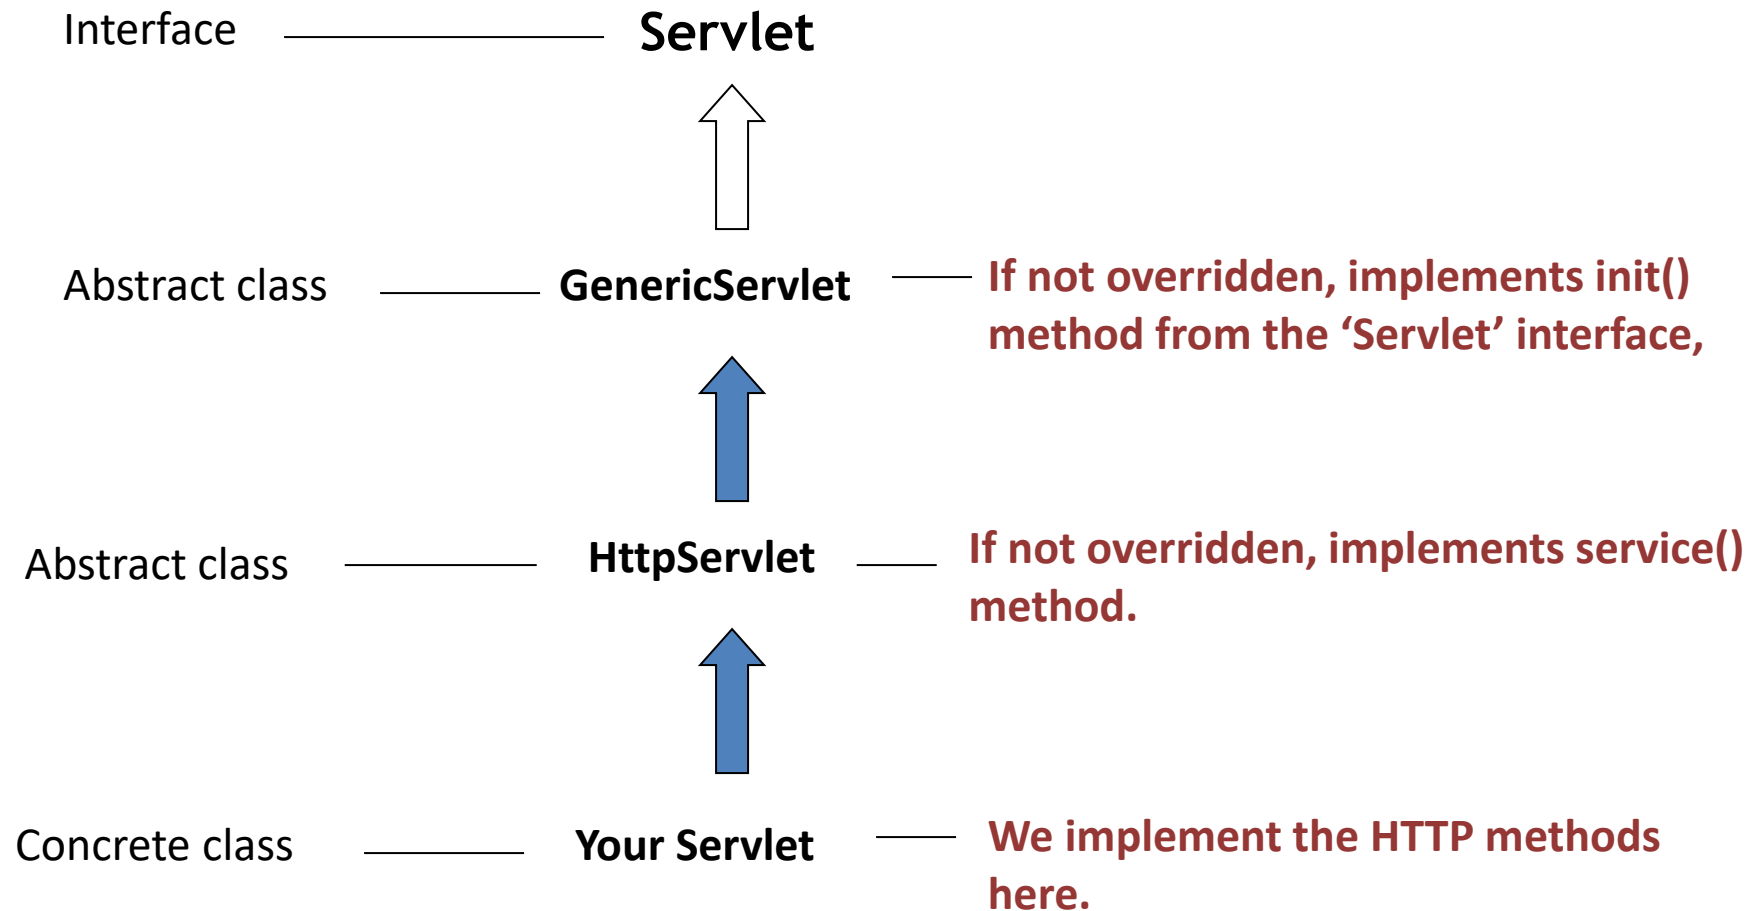 Interface
Servlet
Abstract class
GenericServlet
If not overridden, implements init()
method from the ‘Servlet’ interface,
Abstract class
HttpServlet
If not overridden, implements service()
method.
Concrete class
Your Servlet
We implement the HTTP methods
here.